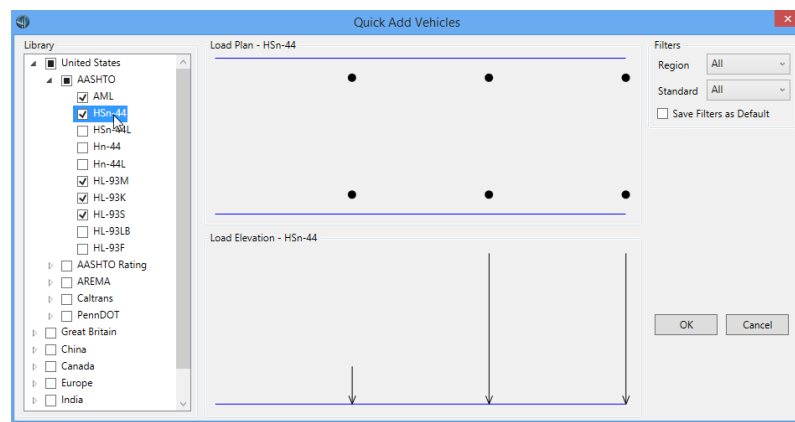 Quick Add Vehicles
Library
United States
AASHTO
AML
HSn-44
HSn-44L
Hn-44
Hn-44L
HL-93M
HL-93K
HL-93S
HL-93LB
HL-93F
AASHTO Rating
AREMA
Caltrans
PennDOT
Great Britain
China
Canada
Europe
India
Load Plan - HSn-44
Load Elevation - HSn-44
Filters
Region All
Standard All
Save Filters as Default
OK Cancel